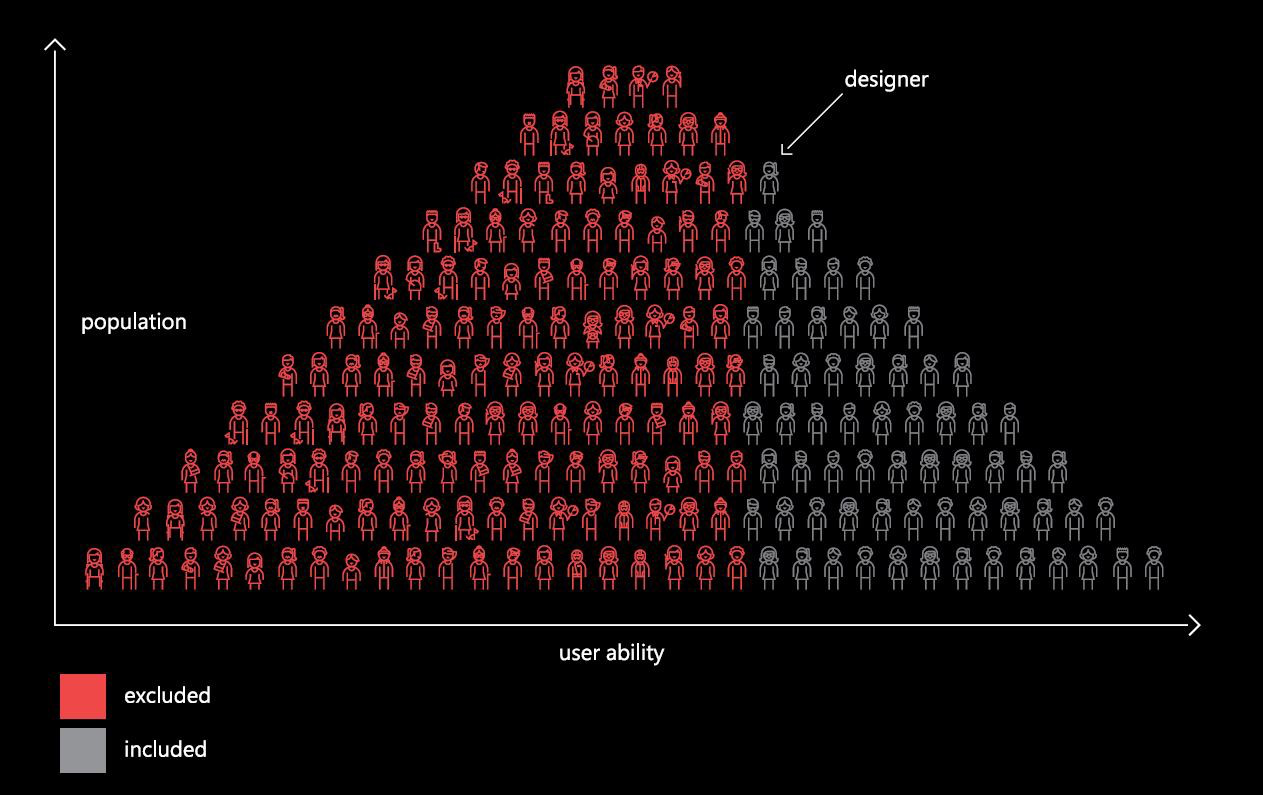 designer
population
user ability
excluded
included